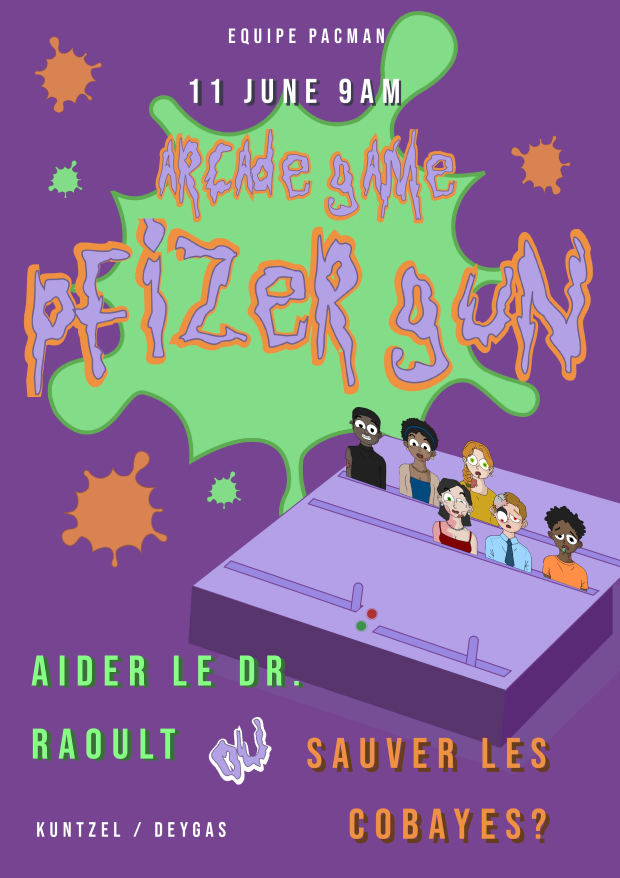 EQUIPE PACMAN
11 JUNE 9AM
ARCAde gAMe
pfiZeR guN
AIDER LE DR.
RAOULT
OU
SAUVER LES
COBAYES?
KUNTZEL / DEYGAS